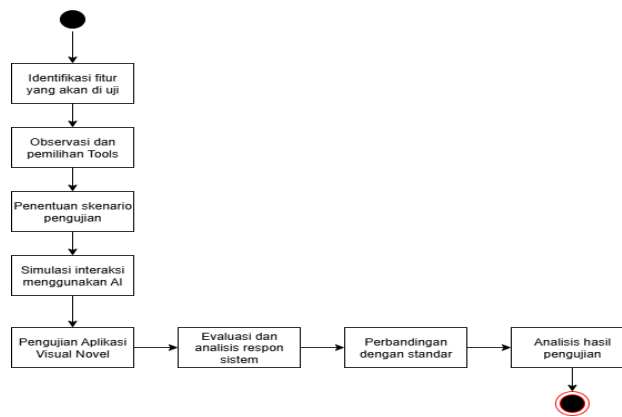 Identifikasi fitur
yang akan di uji
Observasi dan
pemilihan Tools
Penentuan skenario
pengujian
Simulasi interaksi
menggunakan AI
Pengujian Aplikasi
Visual Novel
Evaluasi dan
analisis respon
sistem
Perbandingan
dengan standar
Analisis hasil
pengujian